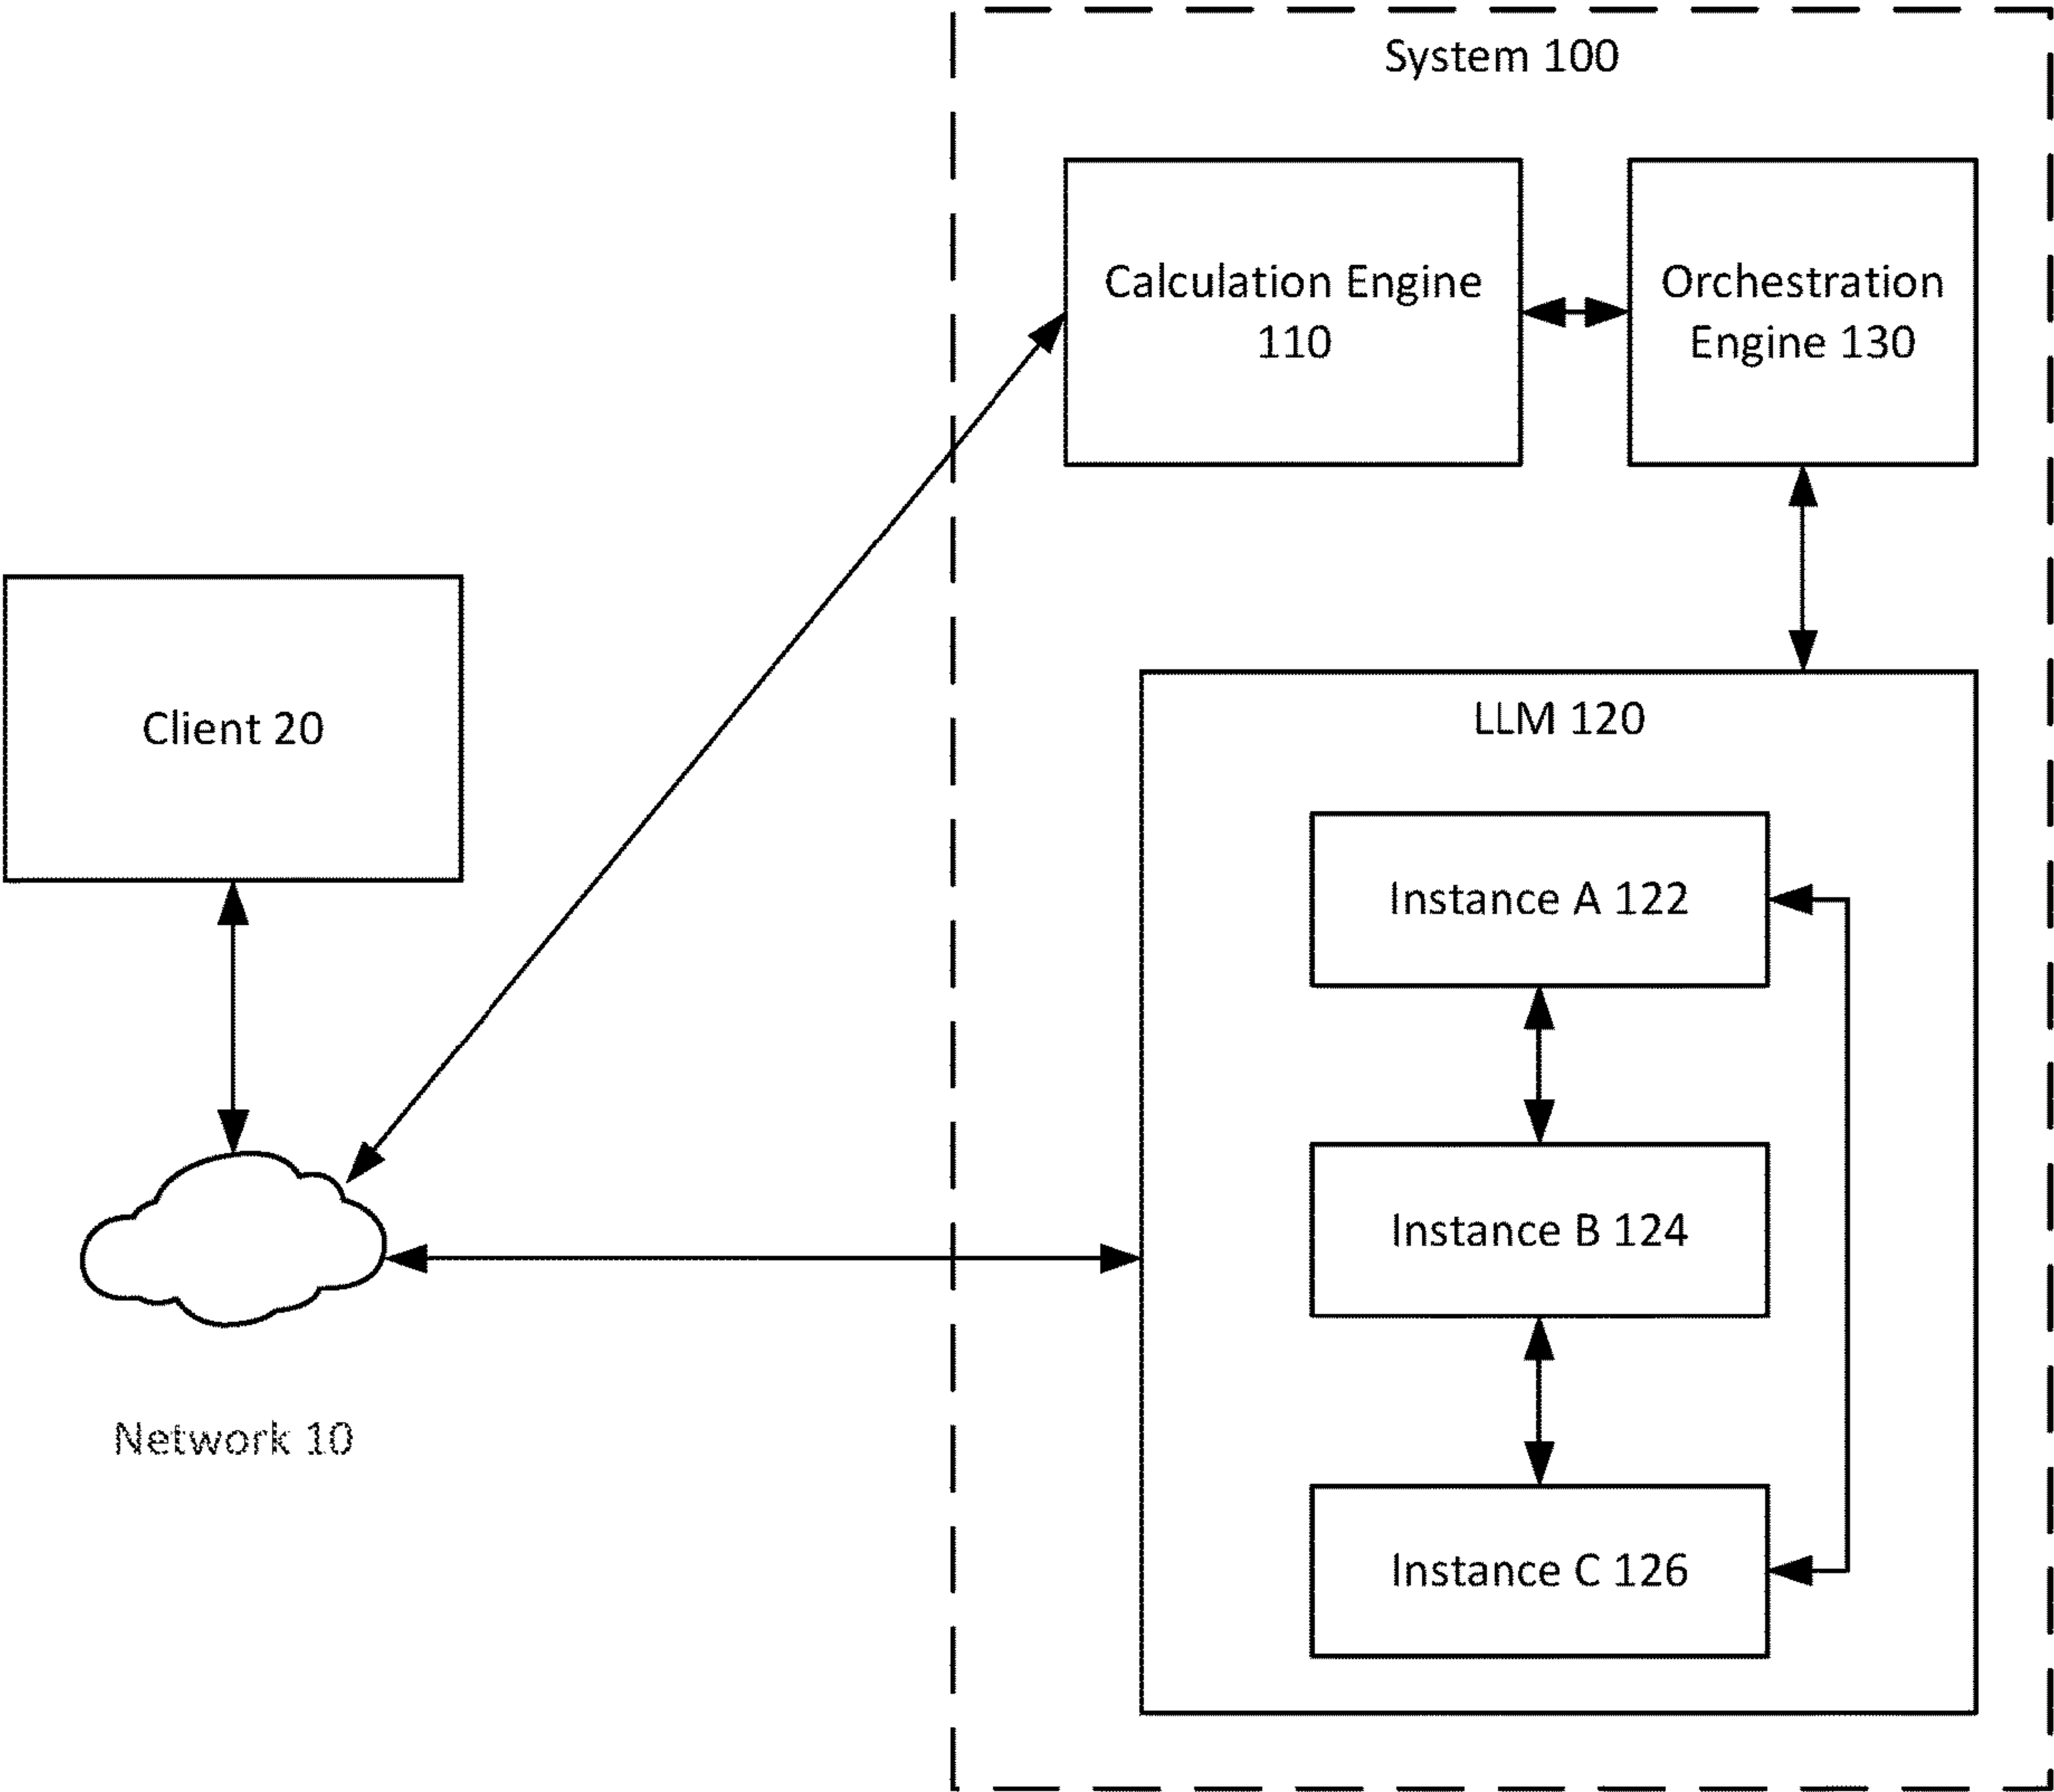 System 100
Calculation Engine
110
Orchestration
Engine 130
Client 20
LLM 120
Instance A 122
Instance B 124
Instance C 126
Network 10